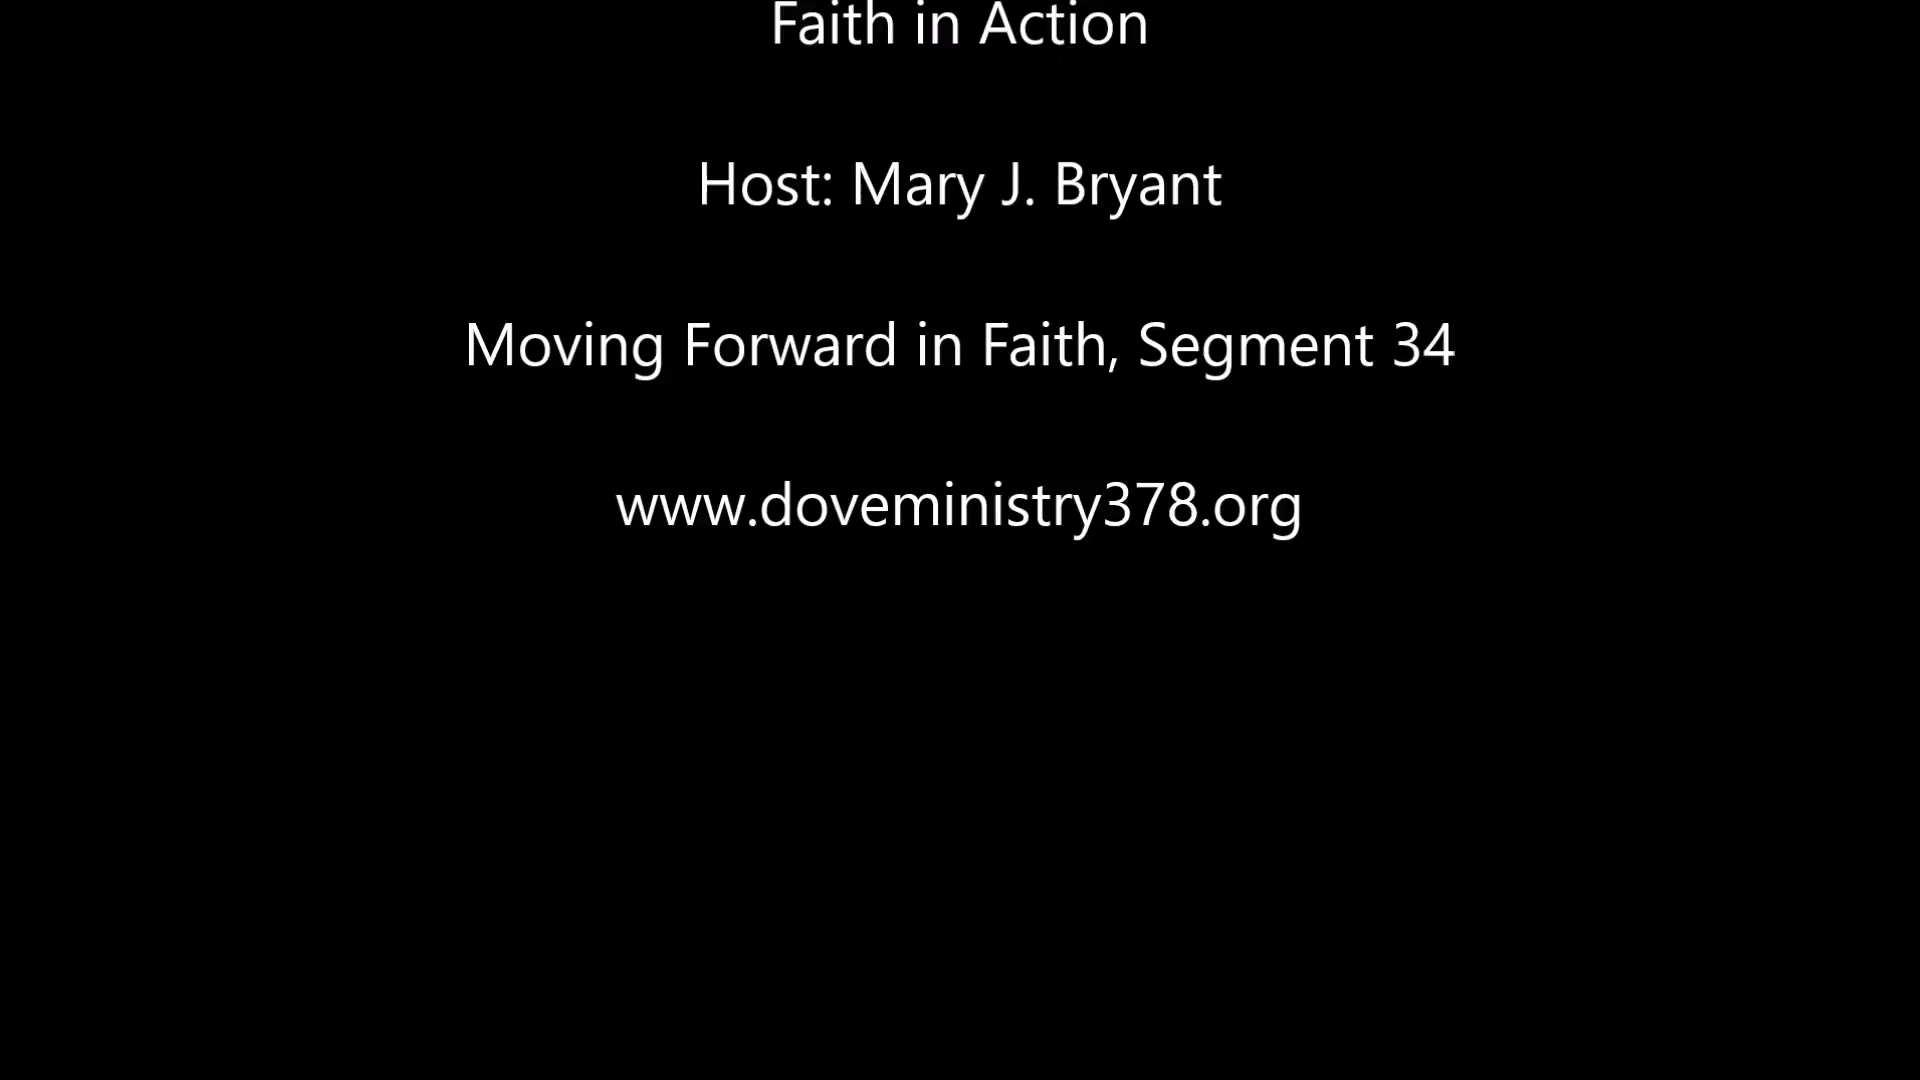 Faith in Action
Host: Mary J. Bryant
Moving Forward in Faith, Segment 34
www.doveministry378.org